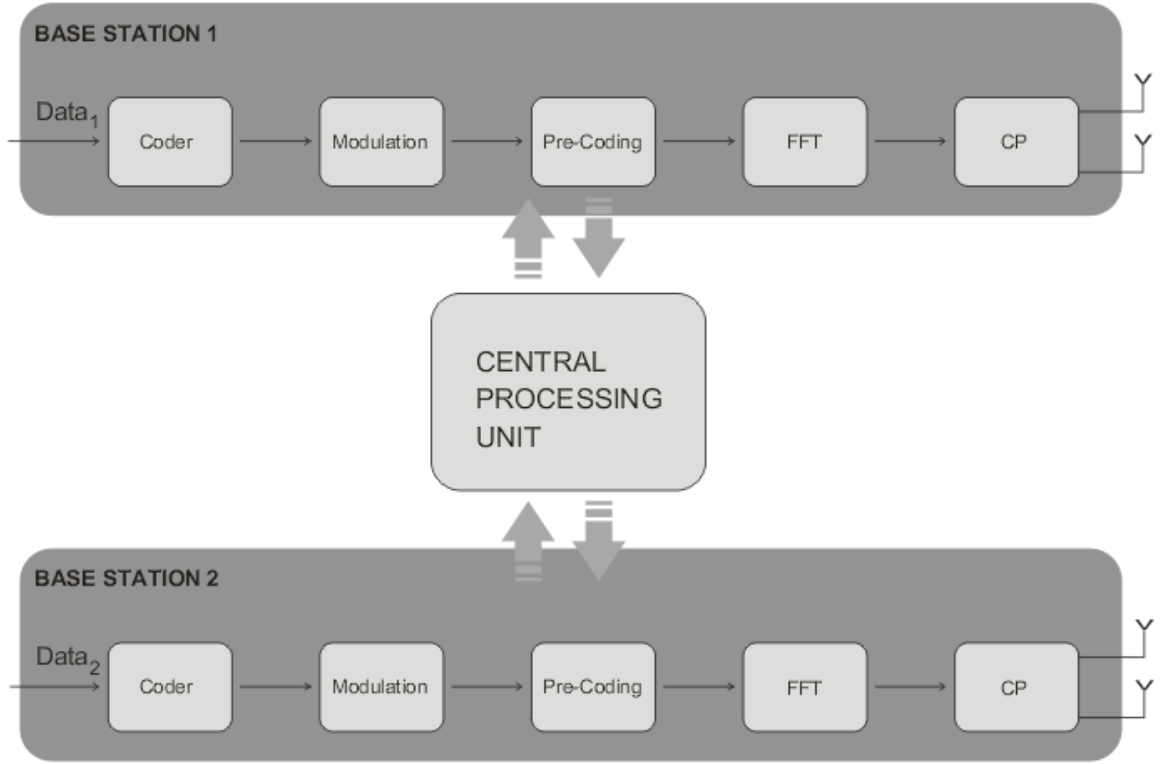 BASE STATION 1
Data1
Coder
Modulation
Pre-Coding
FFT
CP
CENTRAL
PROCESSING
UNIT
BASE STATION 2
Data2
Coder
Modulation
Pre-Coding
FFT
CP